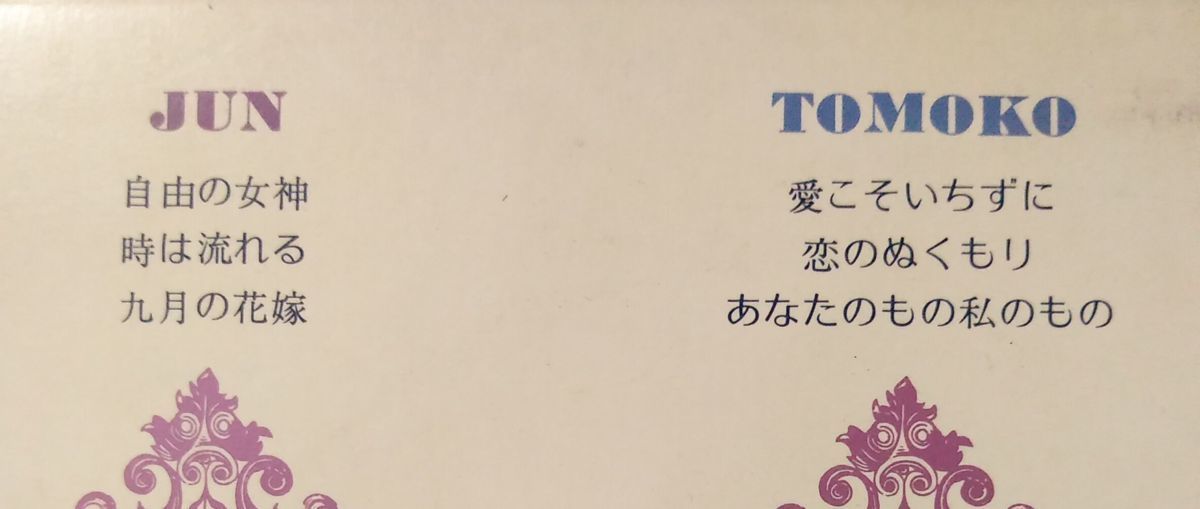 JUN
自由の女神
時は流れる
九月の花嫁
TOMOKO
愛こそいちずに
恋のぬくもり
あなたのもの私のもの